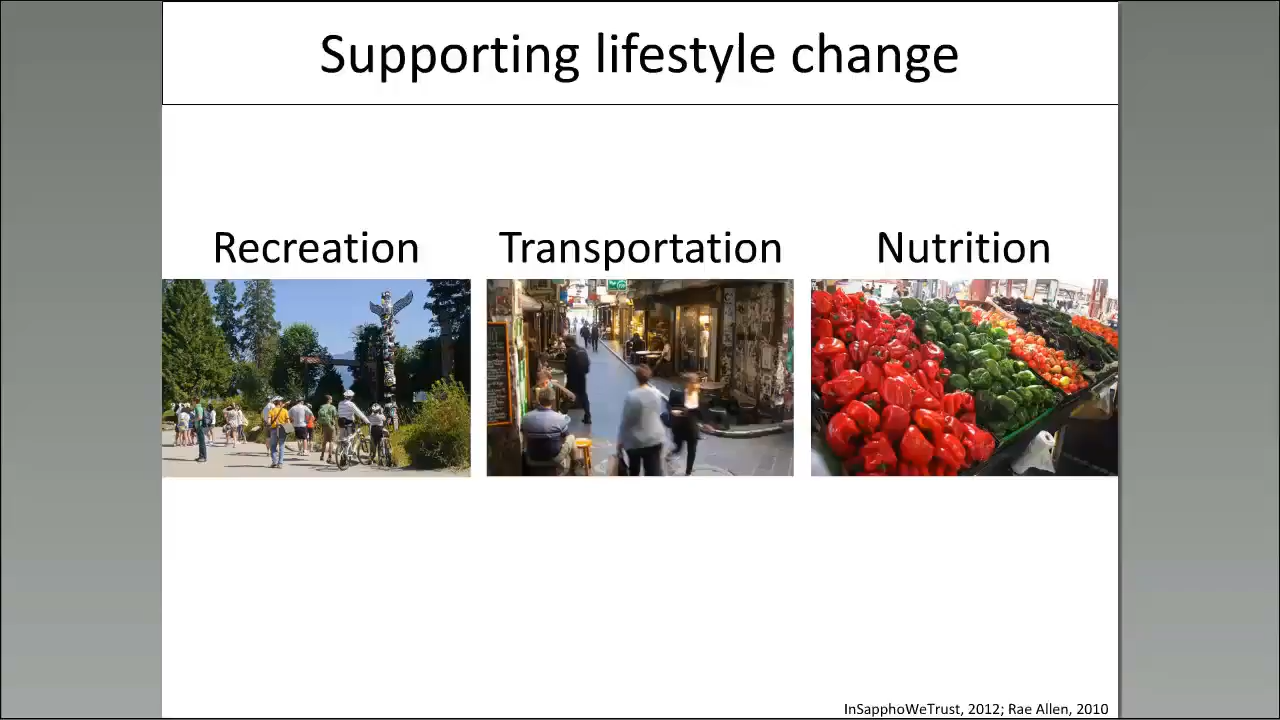 Supporting lifestyle change
Recreation
Transportation
Nutrition
InSapphoWeTrust, 2012; Rae Allen, 2010